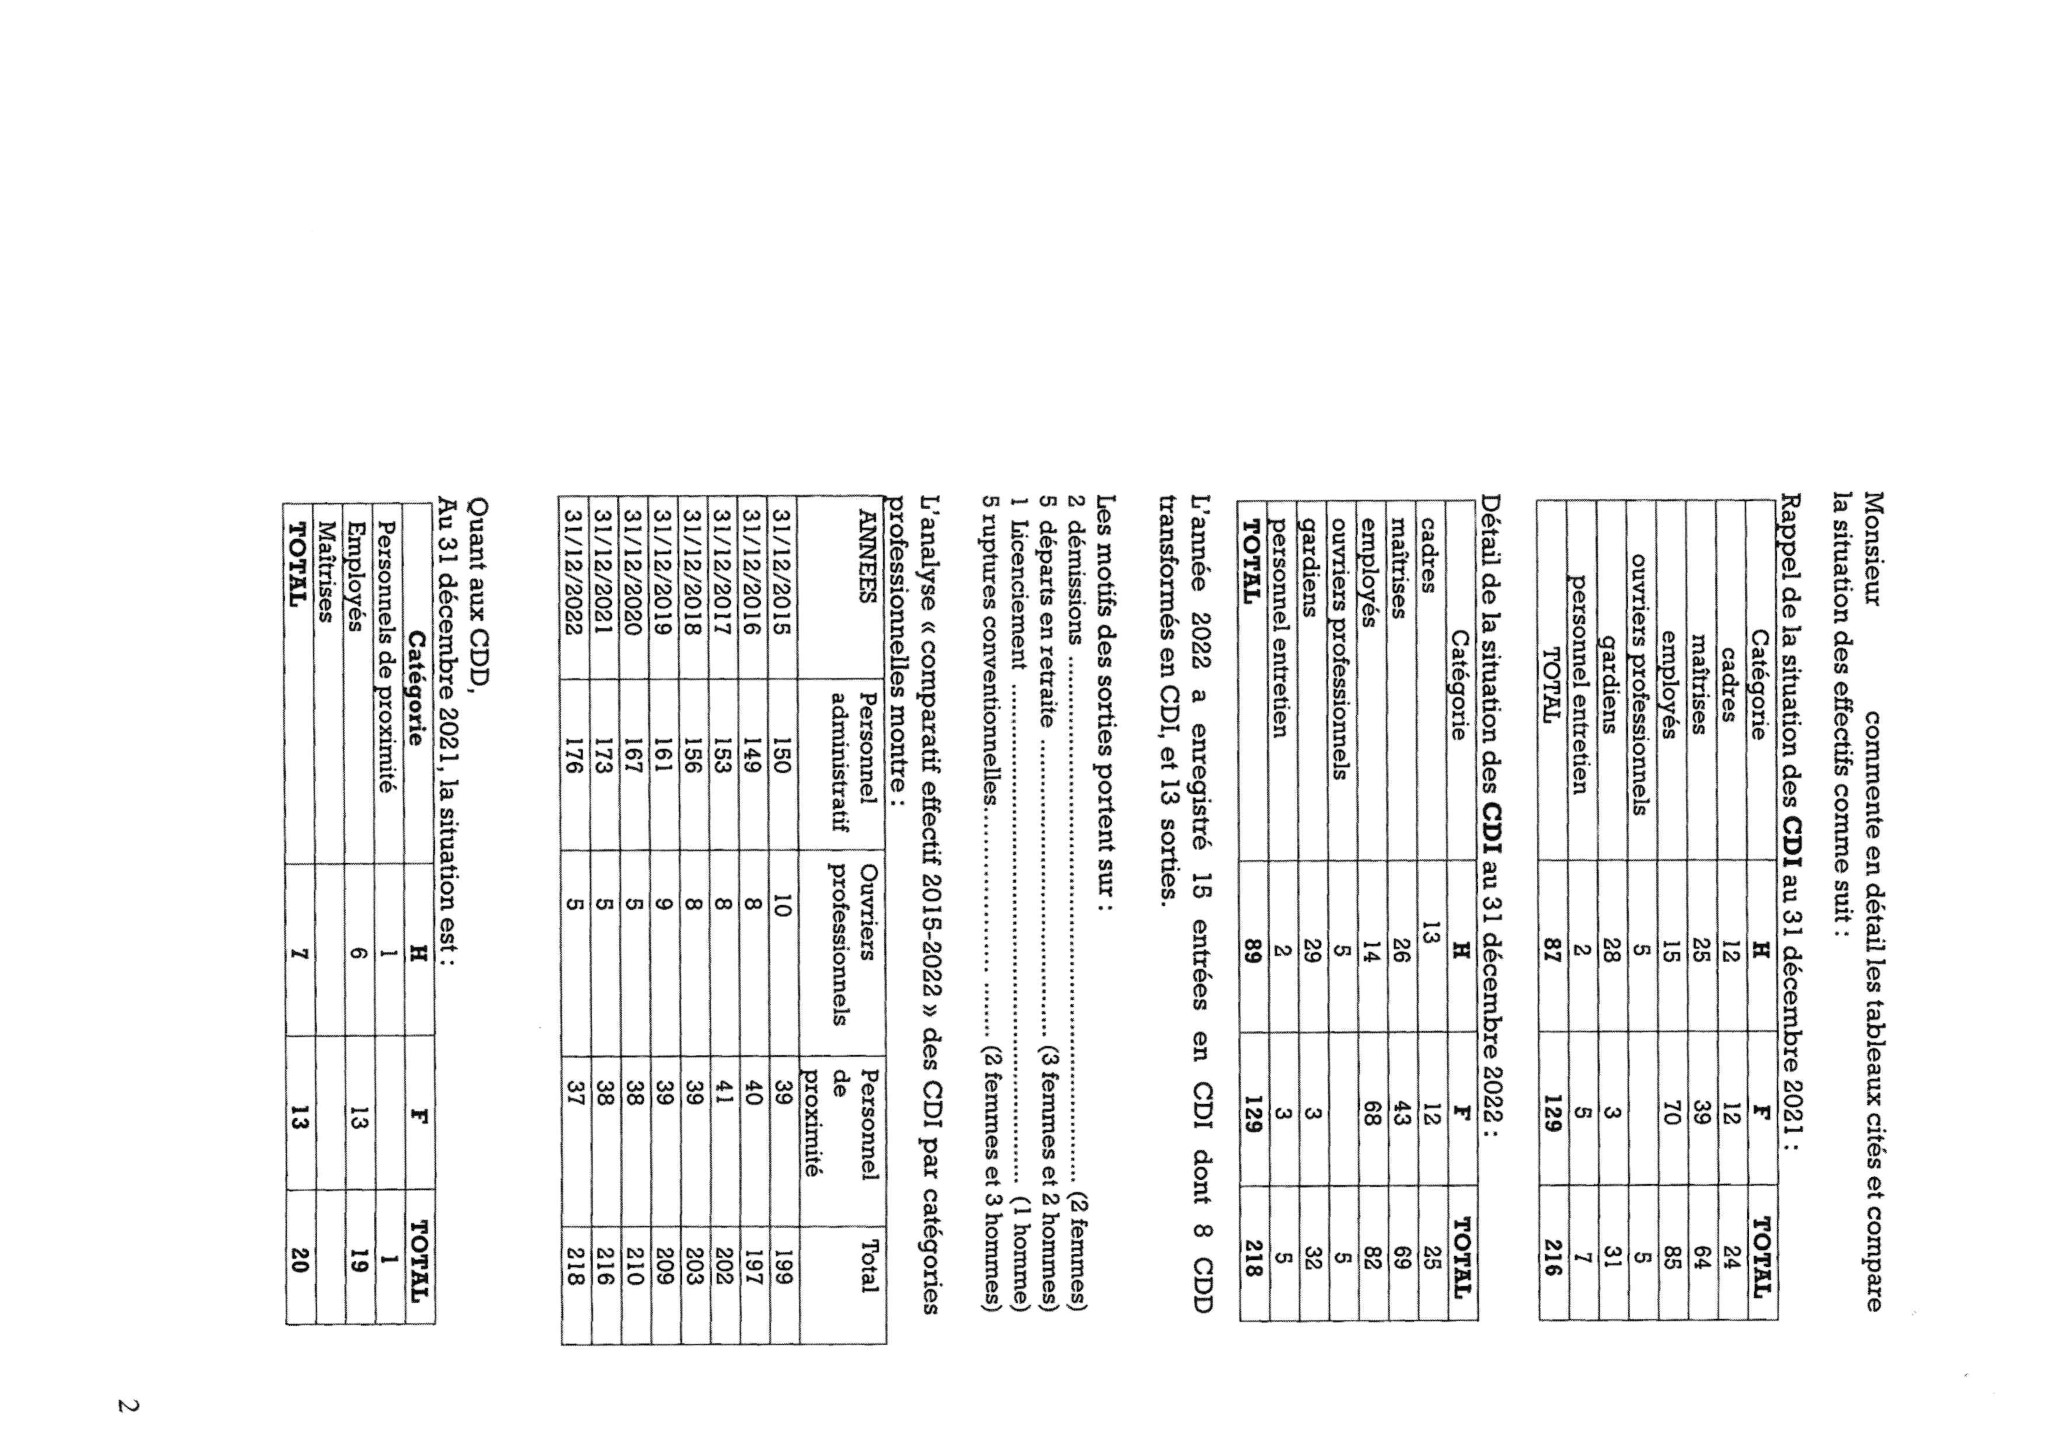 Monsieur commente en détail les tableaux cités et compare
la situation des effectifs comme suit :
Rappel de la situation des CDI au 31 décembre 2021 :
Catégorie H F TOTAL
cadres 12 12 24
maîtrises 25 39 64
employés 15 70 85
ouvriers professionnels 5 5
gardiens 28 3 31
personnel entretien 2 5 7
TOTAL 87 129 216
Détail de la situation des CDI au 31 décembre 2022 :
Catégorie H F TOTAL
cadres 13 12 25
maîtrises 26 43 69
employés 14 68 82
ouvriers professionnels 5 5
gardiens 29 3 32
personnel entretien 2 3 5
TOTAL 89 129 218
L'année 2022 a enregistré 15 entrées en CDI dont 8 CDD
transformés en CDI, et 13 sorties.
Les motifs des sorties portent sur :
2 démissions .................................................................. (2 femmes)
5 départs en retraite ..................................... (3 femmes et 2 hommes)
1 Licenciement ............................................................... (1 homme)
5 ruptures conventionnelles...................... ....... (2 femmes et 3 hommes)
L'analyse « comparatif effectif 2015-2022 » des CDI par catégories
professionnelles montre :
ANNEES Personnel Ouvriers Personnel Total
administratif professionnels de
proximité
31/12/2015 150 10 39 199
31/12/2016 149 8 40 197
31/12/2017 153 8 41 202
31/12/2018 156 8 39 203
31/12/2019 161 9 39 209
31/12/2020 167 5 38 210
31/12/2021 173 5 38 216
31/12/2022 176 5 37 218
Quant aux CDD,
Au 31 décembre 2021, la situation est :
Catégorie H F TOTAL
Personnels de proximité 1 1
Employés 6 13 19
Maîtrises
TOTAL 7 13 20
2